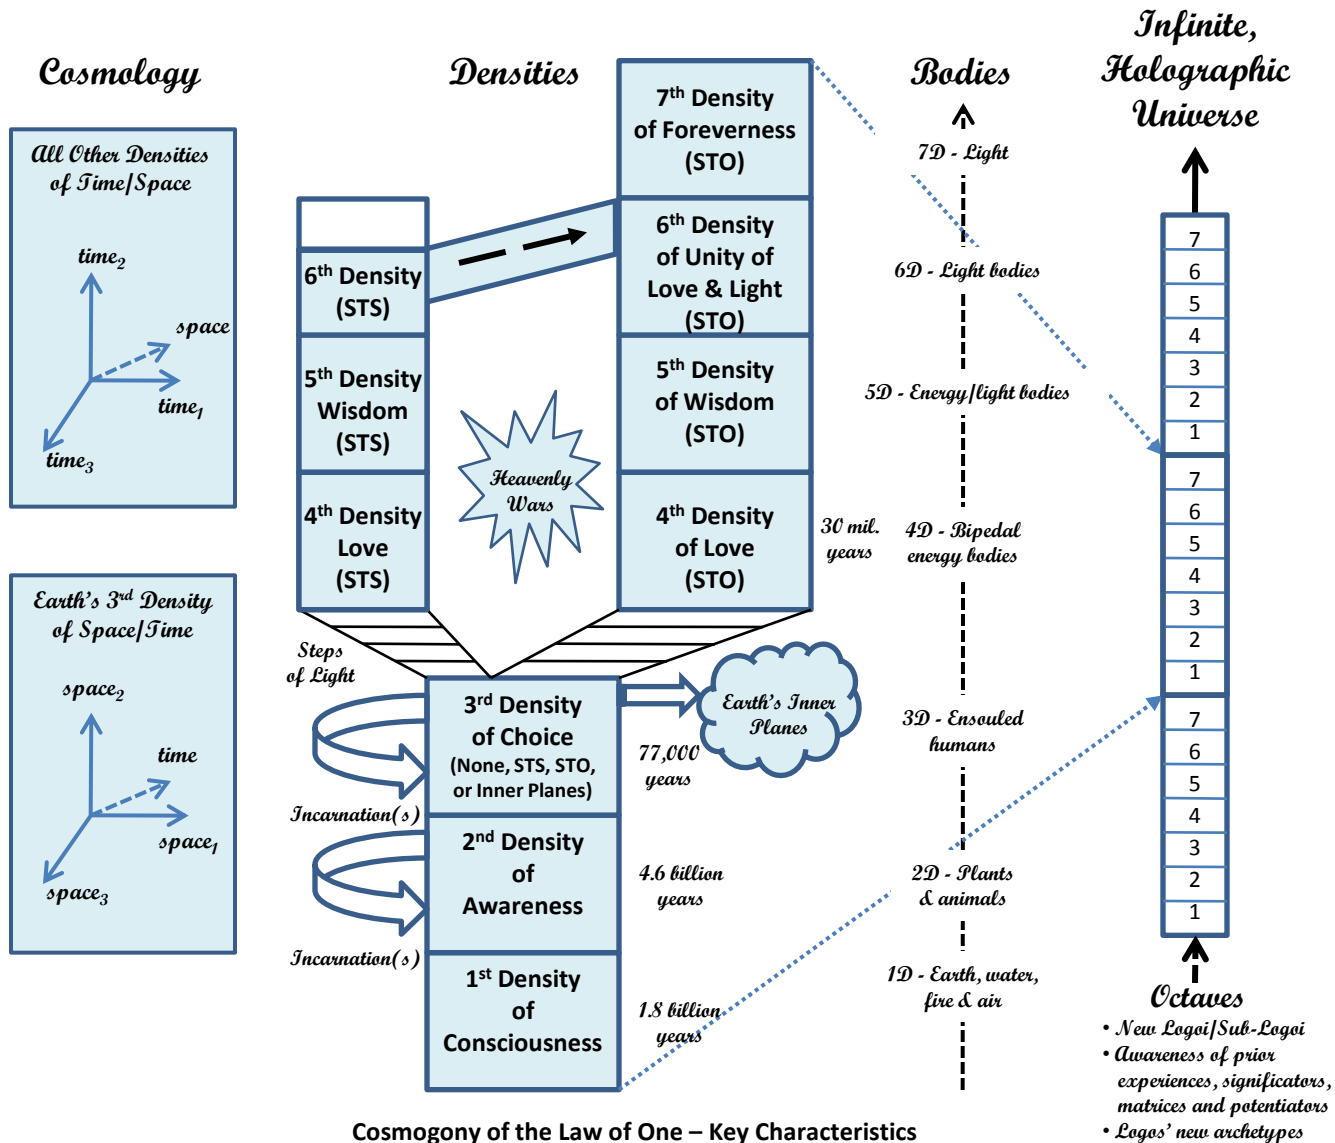 Cosmology
All Other Densities
of Time/Space
time2
space
time1
time3
Earth's 3rd Density
of Space/Time
space2
time
space1
space3
Densities
6th Density
(STS)
5th Density
Wisdom
(STS)
4th Density
Love
(STS)
7th Density
of Foreverness
(STO)
6th Density
of Unity of
Love & Light
(STO)
5th Density
of Wisdom
(STO)
4th Density
of Love
(STO)
Heavenly
Wars
30 mil.
years
Steps
of Light
3rd Density
of Choice
(None, STS, STO,
or Inner Planes)
Earth's Inner
Planes
77,000
years
Incarnation(s)
2nd Density
of
Awareness
4.6 billion
years
Incarnation(s)
1st Density
of
Consciousness
1.8 billion
years
Bodies
7D - Light
6D - Light bodies
5D - Energy/light bodies
4D - Bipedal
energy bodies
3D - Ensouled
humans
2D - Plants
& animals
1D - Earth, water,
fire & air
Infinite,
Holographic
Universe
7
6
5
4
3
2
1
7
6
5
4
3
2
1
7
6
5
4
3
2
1
Octaves
• New Logoi/Sub-Logoi
• Awareness of prior
experiences, significators,
matrices and potentiators
• Logos' new archetypes
Cosmogony of the Law of One – Key Characteristics